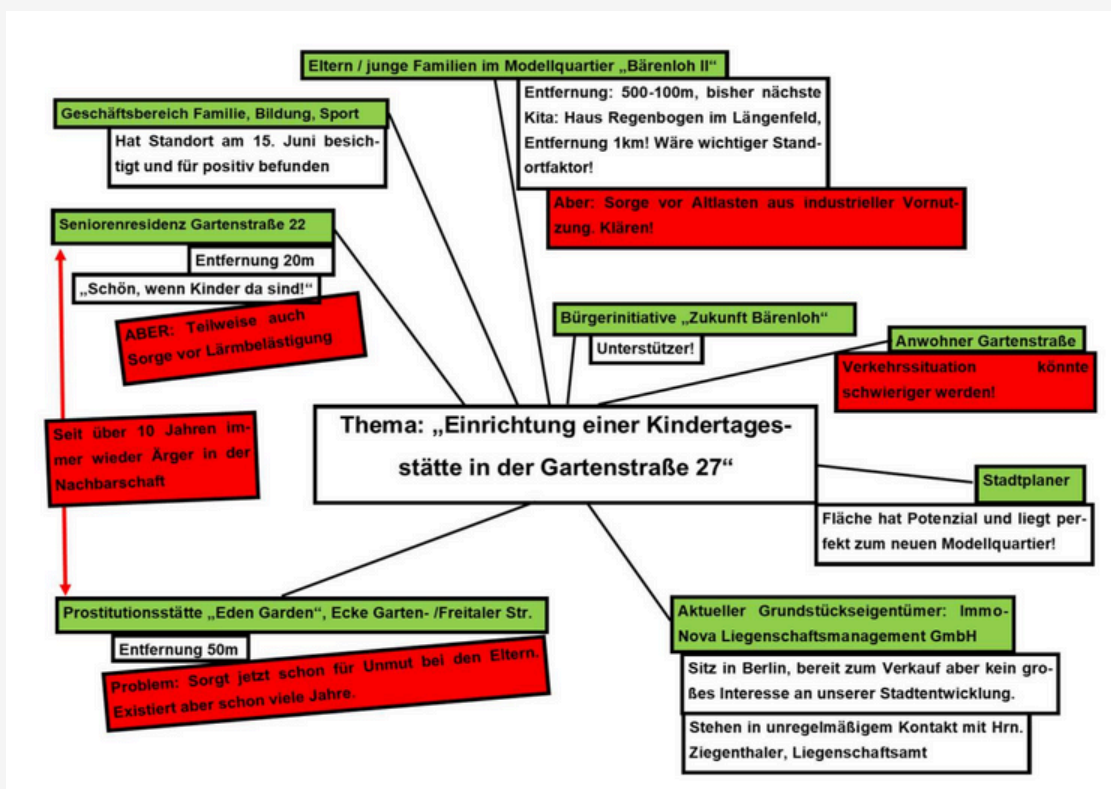 Eltern / junge Familien im Modellquartier „Bärenloh II“
Entfernung: 500-100m, bisher nächste
Kita: Haus Regenbogen im Längenfeld,
Entfernung 1km! Wäre wichtiger Stand-
ortfaktor!
Aber: Sorge vor Altlasten aus industrieller Vornut-
zung. Klären!
Geschäftsbereich Familie, Bildung, Sport
Hat Standort am 15. Juni besich-
tigt und für positiv befunden
Seniorenresidenz Gartenstraße 22
Entfernung 20m
„Schön, wenn Kinder da sind!“
ABER: Teilweise auch
Sorge vor Lärmbelästigung
Bürgerinitiative „Zukunft Bärenloh“
Unterstützer!
Anwohner Gartenstraße
Verkehrssituation könnte
schwieriger werden!
Thema: „Einrichtung einer Kindertages-
stätte in der Gartenstraße 27“
Seit über 10 Jahren im-
mer wieder Ärger in der
Nachbarschaft
Stadtplaner
Fläche hat Potenzial und liegt per-
fekt zum neuen Modellquartier!
Prostitutionsstätte „Eden Garden“, Ecke Garten- /Freitaler Str.
Entfernung 50m
Problem: Sorgt jetzt schon für Unmut bei den Eltern.
Existiert aber schon viele Jahre.
Aktueller Grundstückseigentümer: Immo-
Nova Liegenschaftsmanagement GmbH
Sitz in Berlin, bereit zum Verkauf aber kein gro-
ßes Interesse an unserer Stadtentwicklung.
Stehen in unregelmäßigem Kontakt mit Hrn.
Ziegenthaler, Liegenschaftsamt